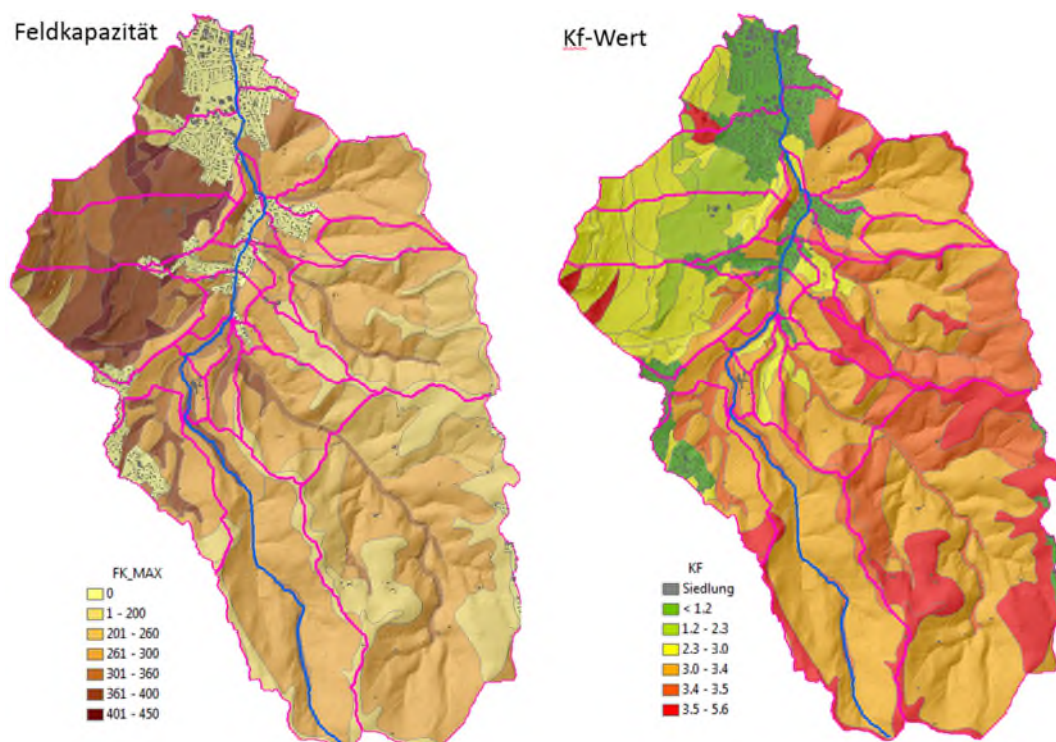 Feldkapazität
FK_MAX
0
1 - 200
201 - 260
261 - 300
301 - 360
361 - 400
401 - 450
Kf-Wert
KF
Siedlung
< 1.2
1.2 - 2.3
2.3 - 3.0
3.0 - 3.4
3.4 - 3.5
3.5 - 5.6